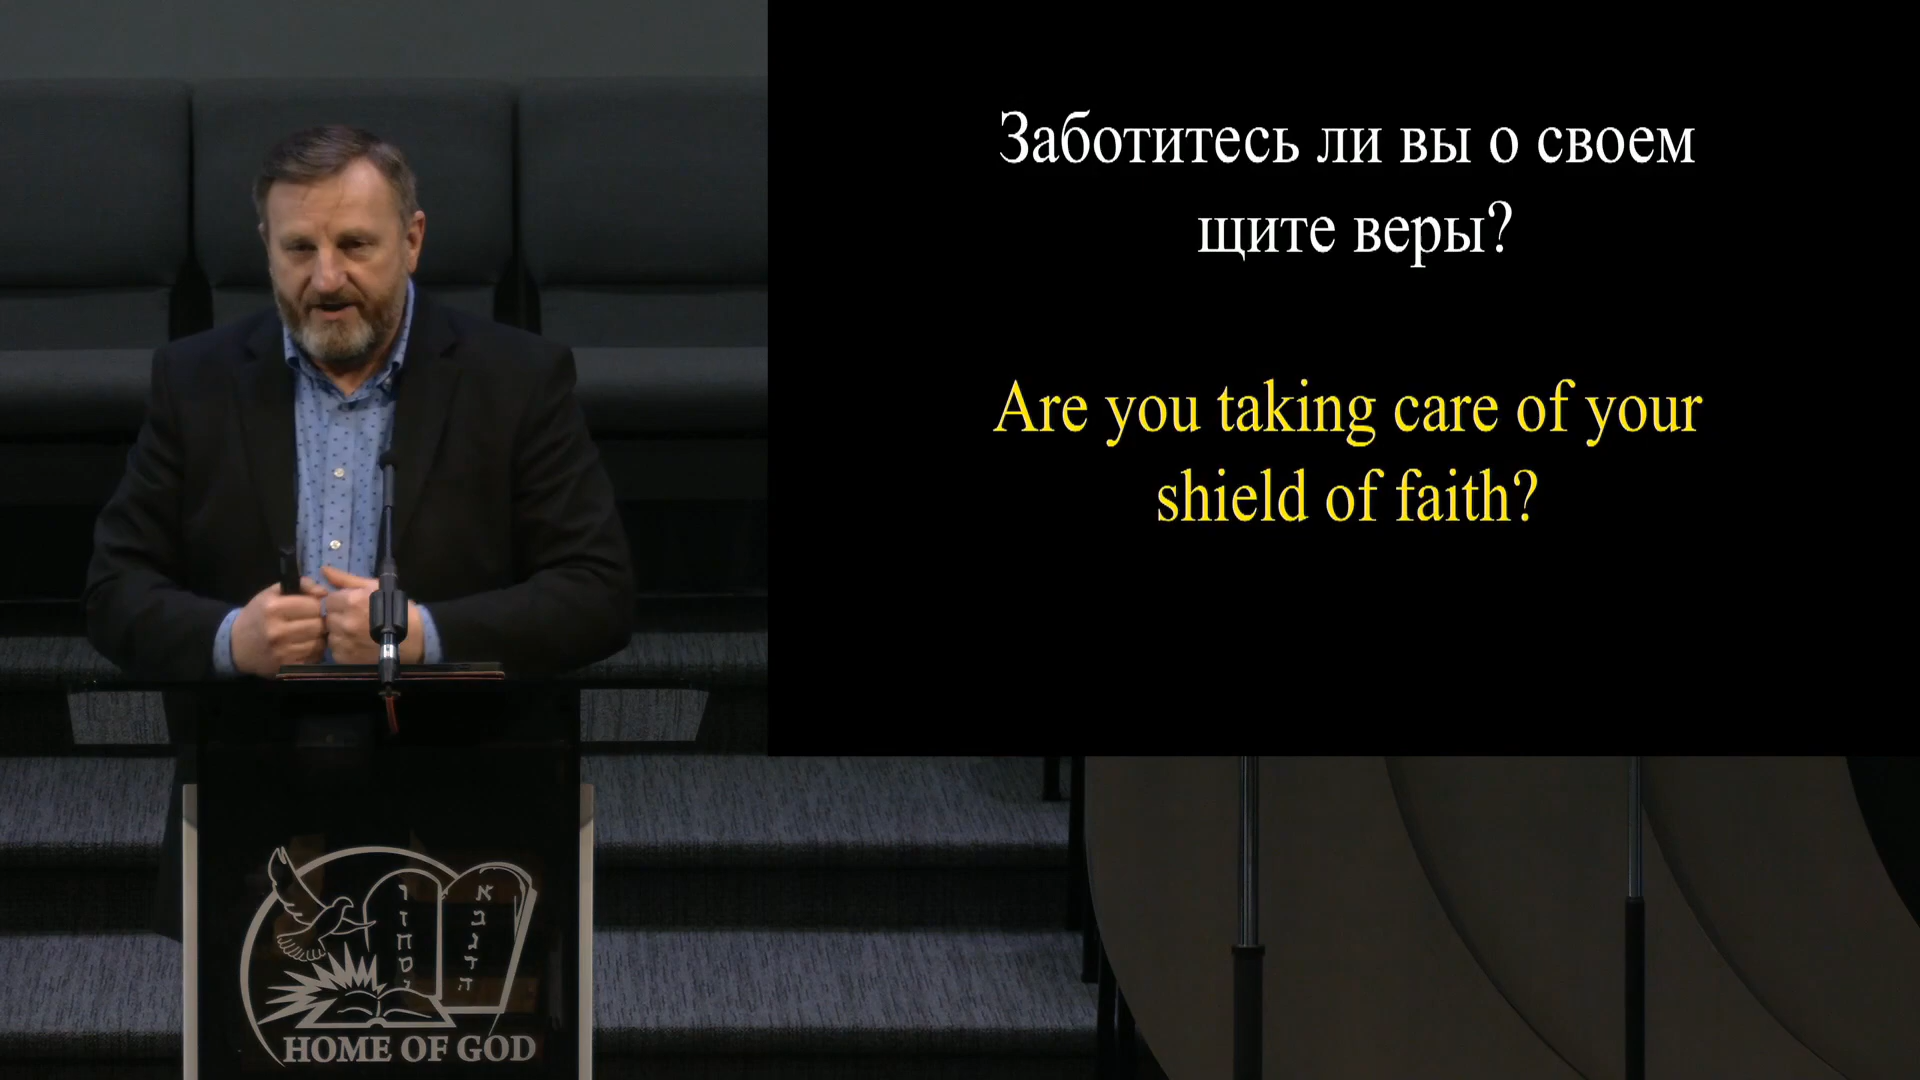 Заботитесь ли вы о своем
щите веры?
Are you taking care of your
shield of faith?
ו א
ז ב
ח ג
ט ד
י ה
HOME OF GOD